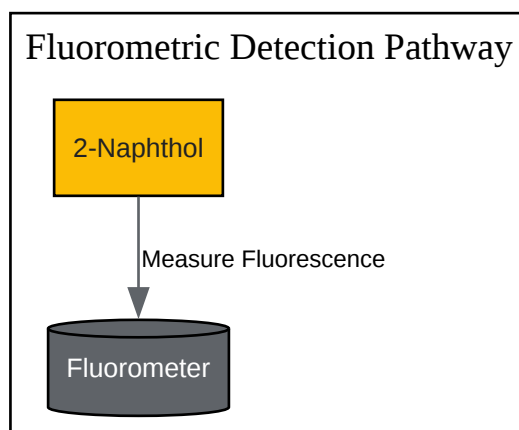 Fluorometric Detection Pathway
2-Naphthol
Measure Fluorescence
Fluorometer